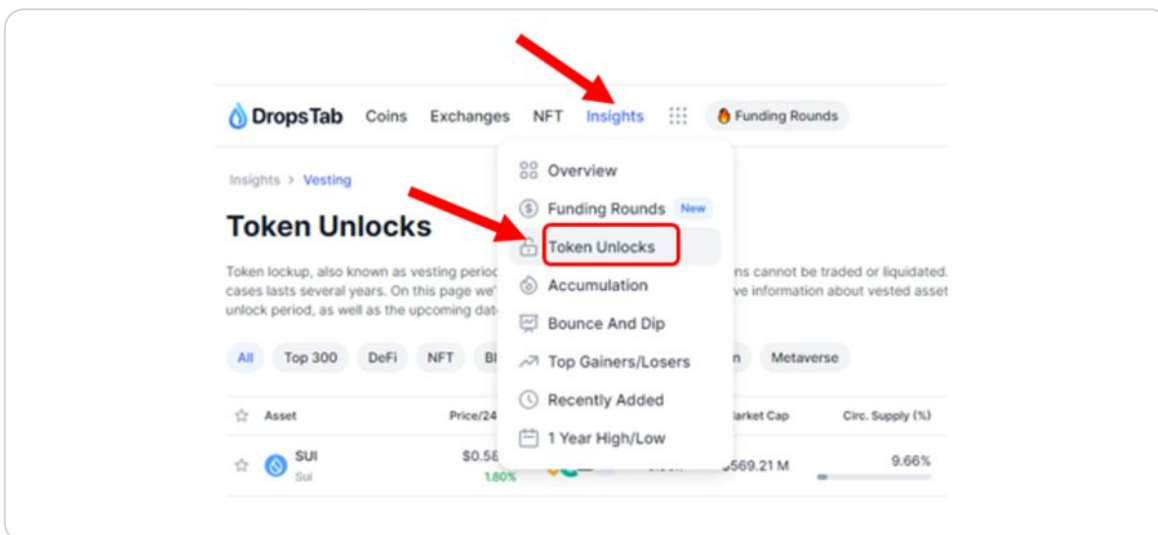 DropsTab Coins Exchanges NFT Insights Funding Rounds
Insights > Vesting
Token Unlocks
Token lockup, also known as vesting ns cannot be traded or liquidated.
cases lasts several years. On this page ve information about vested asset
unlock period, as well as the upcoming
All Top 300 DeFi NFT Metaverse
Overview
Funding Rounds New
Token Unlocks
Accumulation
Bounce And Dip
Top Gainers/Losers
Recently Added
1 Year High/Low
Asset Price/24 arket Cap Circ. Supply (%)
SUI $0.58 569.21 M 9.66%
Sui 1.80%